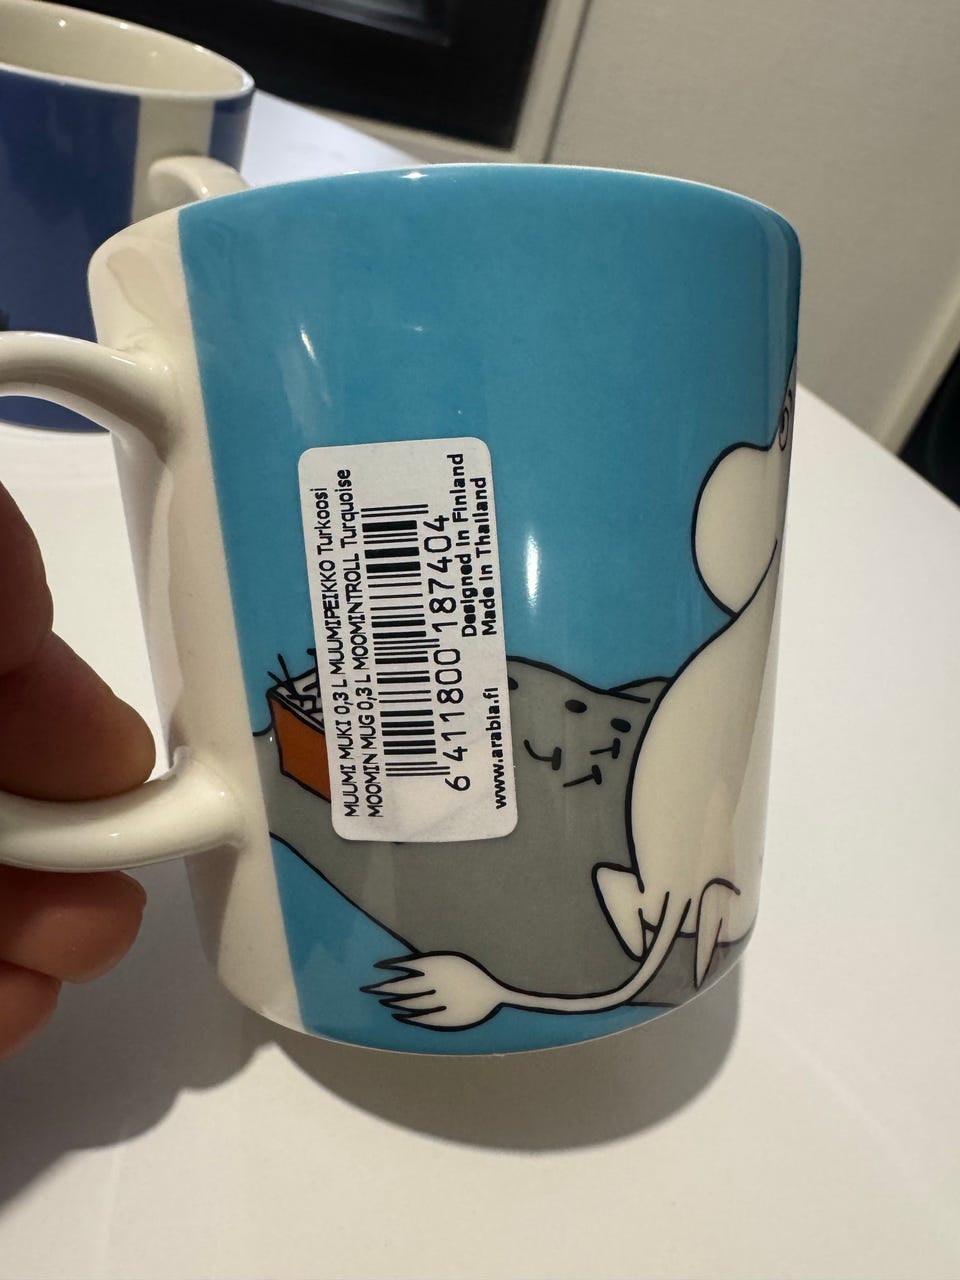 MUUMI MUKI 0,3 L MUUMIPEIKKO Turkoosi
MOOMIN MUG 0,3 L MOOMINTROLL Turquoise
6 411800 187404
Designed in Finland
www.arabia.fi Made in Thailand